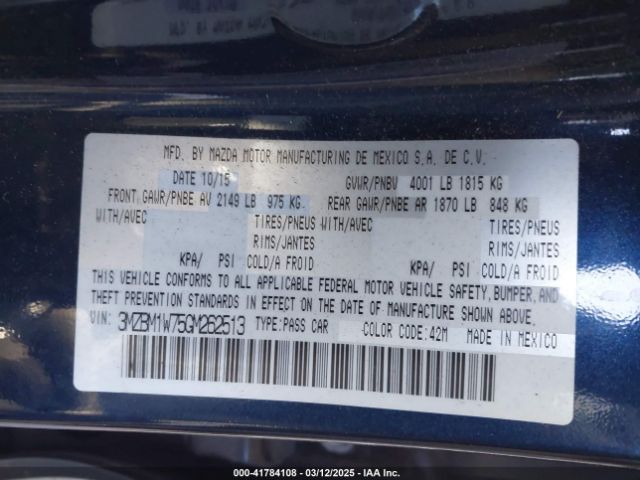 MFD. BY MAZDA MOTOR MANUFACTURING DE MEXICO S.A. DE C.V.
DATE 10/15 GVWR/PNBV 4001 LB 1815 KG
FRONT GAWR/PNBE AV 2149 LB 975 KG REAR GAWR/PNBE AR 1870 LB 848 KG
WITH/AVEC TIRES/PNEUS WITH/AVEC TIRES/PNEUS
RIMS/JANTES RIMS/JANTES
KPA/ PSI COLD/A FROID KPA/ PSI COLD/A FROID
THIS VEHICLE CONFORMS TO ALL APPLICABLE FEDERAL MOTOR VEHICLE SAFETY, BUMPER, AND
THEFT PREVENTION STANDARDS IN EFFECT ON THE DATE OF MANUFACTURE SHOWN ABOVE.
VIN: 3MZBM1W75GM262513 TYPE:PASS CAR COLOR CODE:42M MADE IN MEXICO
000-41784108 - 03/12/2025 - IAA Inc.